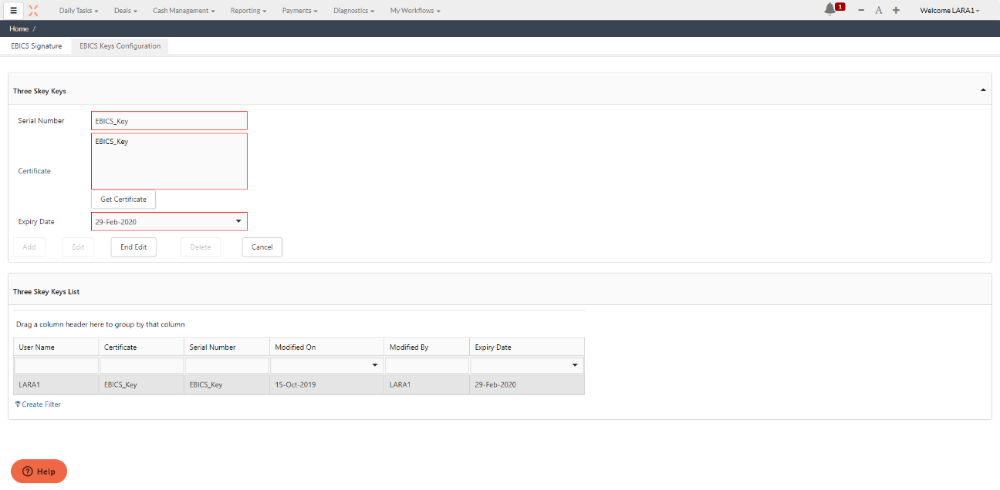 Daily Tasks Deals Cash Management Reporting Payments Diagnostics My Workflows 1 A Welcome LARA1
Home /
EBICS Signature EBICS Keys Configuration
Three Skey Keys
Serial Number EBICS_Key
EBICS_Key
Certificate
Get Certificate
Expiry Date 29-Feb-2020
Add Edit End Edit Delete Cancel
Three Skey Keys List
Drag a column header here to group by that column
User Name Certificate Serial Number Modified On Modified By Expiry Date
LARA1 EBICS_Key EBICS_Key 15-Oct-2019 LARA1 29-Feb-2020
Create Filter
Help